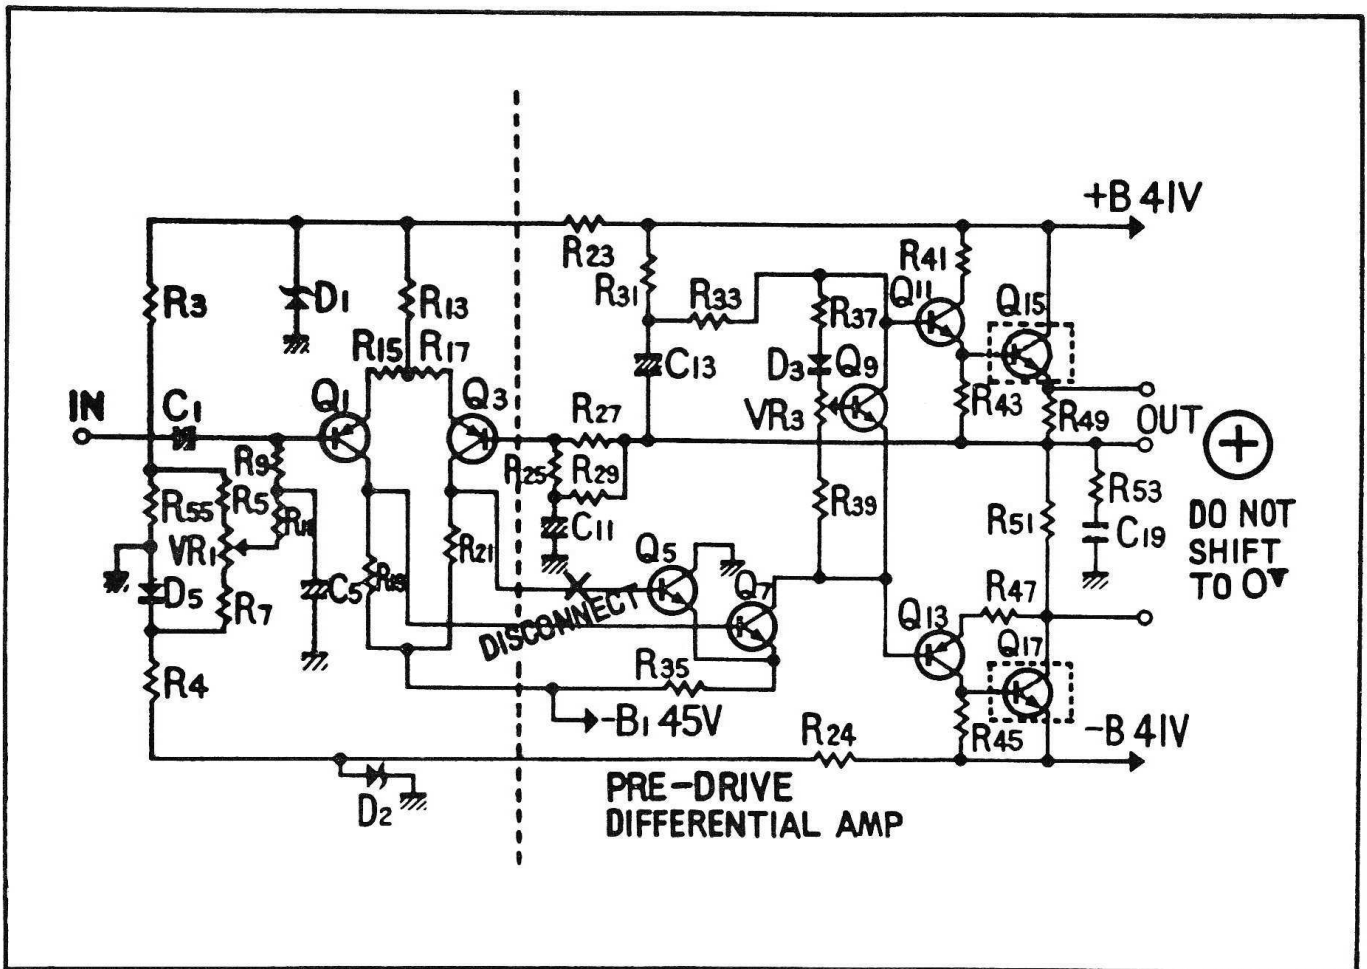 +B 41V
R23
R41
R31
R33
Q11
Q15
R3
D1
R13
R37
R15 R17
C13
D3 Q9
IN
C1
Q1
Q3
R27
VR3
R43
R49
OUT
+
R9
R25
R29
R5
R55
R39
R53
DO NOT
SHIFT
TO 0V
C11
R51
C19
VR1
R21
Q5
Q7
D5
R7
C5
R19
DISCONNECT
R47
Q13
Q17
R4
R35
-B1 45V
R24
R45
-B 41V
D2
PRE-DRIVE
DIFFERENTIAL AMP